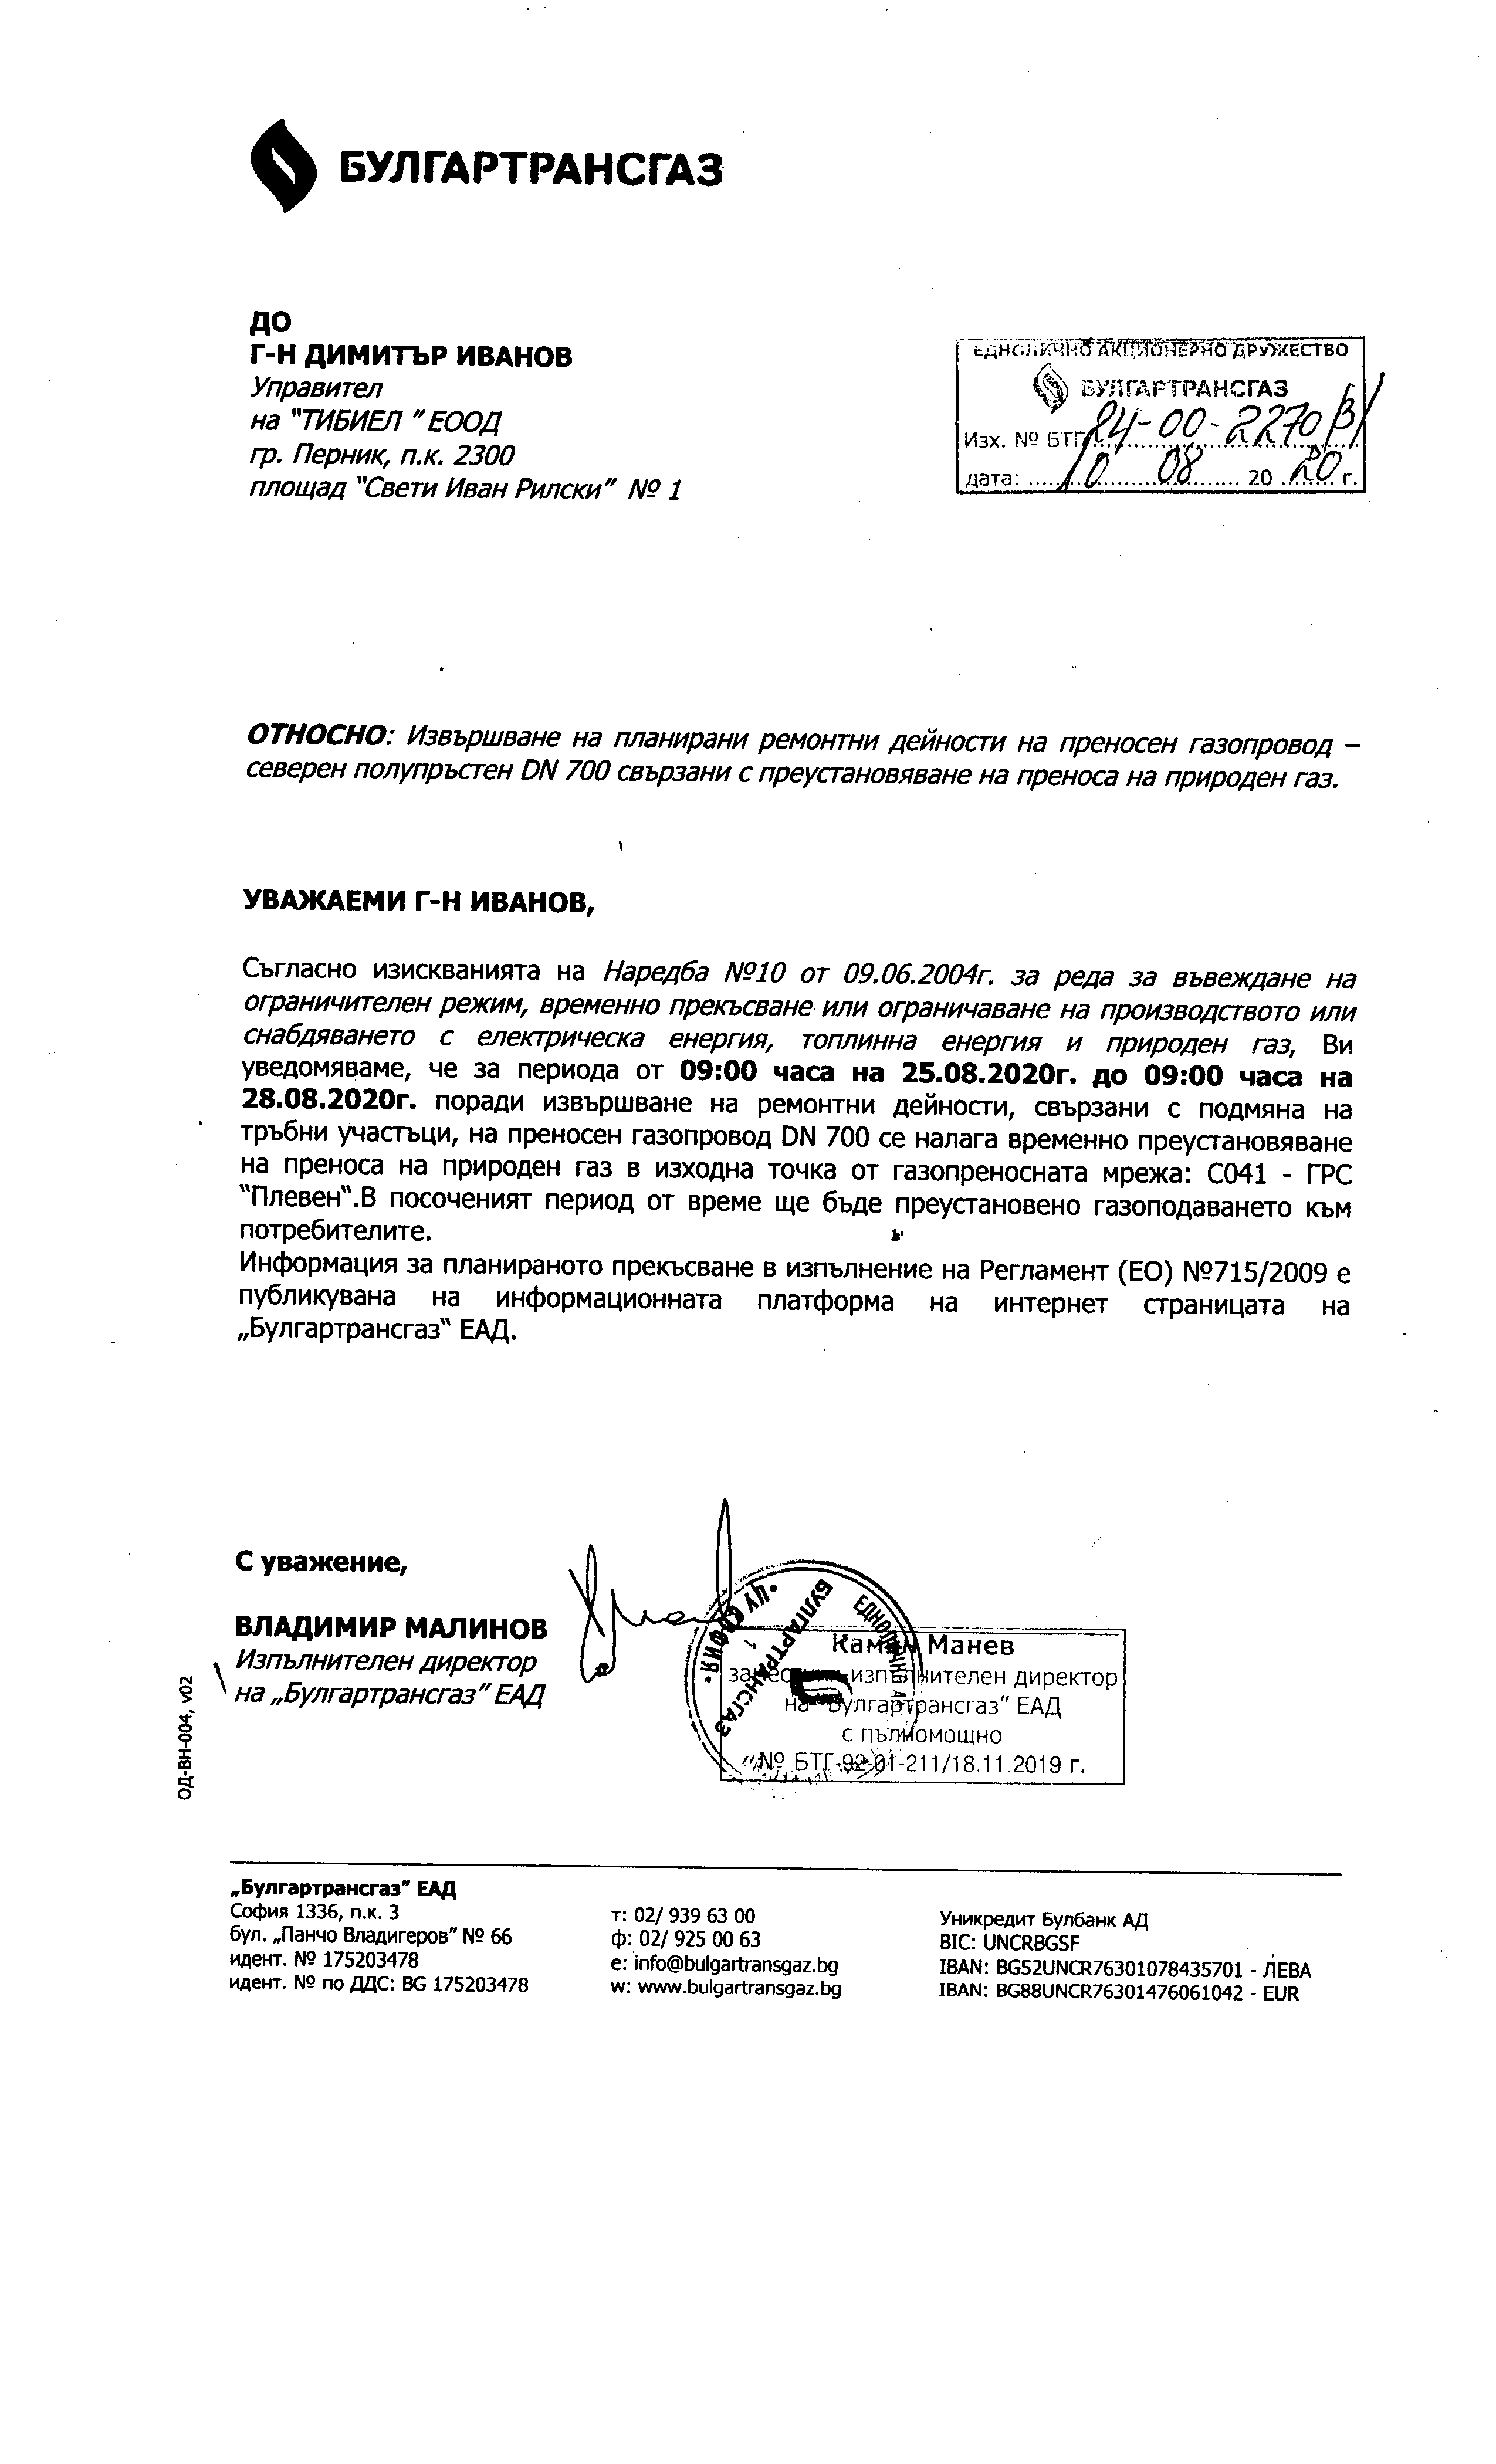 БУЛГАРТРАНСГАЗ
ДО
Г-Н ДИМИТЪР ИВАНОВ
Управител
на "ТИБИЕЛ " ЕООД
гр. Перник, п.к. 2300
площад "Свети Иван Рилски" № 1
ЕДНОЛИЧНО АКЦИОНЕРНО ДРУЖЕСТВО
БУЛГАРТРАНСГАЗ
Изх. № БТГ 24-00-2270
дата: 10 08 2020 г.
ОТНОСНО: Извършване на планирани ремонтни дейности на преносен газопровод –
северен полупръстен DN 700 свързани с преустановяване на преноса на природен газ.
УВАЖАЕМИ Г-Н ИВАНОВ,
Съгласно изискванията на Наредба №10 от 09.06.2004г. за реда за въвеждане на
ограничителен режим, временно прекъсване или ограничаване на производството или
снабдяването с електрическа енергия, топлинна енергия и природен газ, Ви
уведомяваме, че за периода от 09:00 часа на 25.08.2020г. до 09:00 часа на
28.08.2020г. поради извършване на ремонтни дейности, свързани с подмяна на
тръбни участъци, на преносен газопровод DN 700 се налага временно преустановяване
на преноса на природен газ в изходна точка от газопреносната мрежа: С041 - ГРС
"Плевен".В посоченият период от време ще бъде преустановено газоподаването към
потребителите.
Информация за планираното прекъсване в изпълнение на Регламент (ЕО) №715/2009 е
публикувана на информационната платформа на интернет страницата на
„Булгартрансгаз" ЕАД.
С уважение,
ВЛАДИМИР МАЛИНОВ
Изпълнителен директор
на „Булгартрансгаз" ЕАД
ЕДНОЛИЧНО
БУЛГАРТРАНСГАЗ
ЦУ СОФИЯ
Манев
изпълнителен директор
на "Булгартрансгаз" ЕАД
с пълномощно
№ БТГ-92-01-211/18.11.2019 г.
ОД-ВН-004, v02
„Булгартрансгаз" ЕАД
София 1336, п.к. 3
бул. „Панчо Владигеров" № 66
идент. № 175203478
идент. № по ДДС: BG 175203478
т: 02/ 939 63 00
ф: 02/ 925 00 63
е: info@bulgartransgaz.bg
w: www.bulgartransgaz.bg
Уникредит Булбанк АД
BIC: UNCRBGSF
IBAN: BG52UNCR76301078435701 - ЛЕВА
IBAN: BG88UNCR76301476061042 - EUR